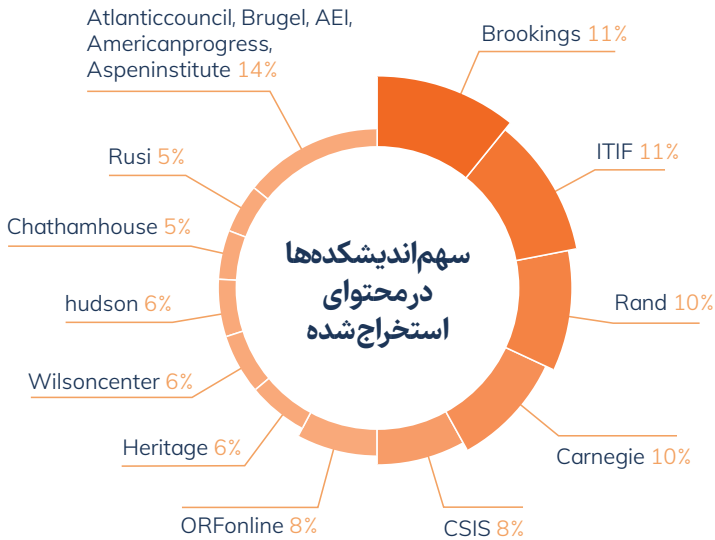 Atlanticcouncil, Brugel, AEI,
Americanprogress,
Aspeninstitute 14%
Brookings 11%
ITIF 11%
Rand 10%
Carnegie 10%
CSIS 8%
ORFonline 8%
Heritage 6%
Wilsoncenter 6%
hudson 6%
Chathamhouse 5%
Rusi 5%
سهم‌اندیشکده‌ها
در محتوای
استخراج‌شده